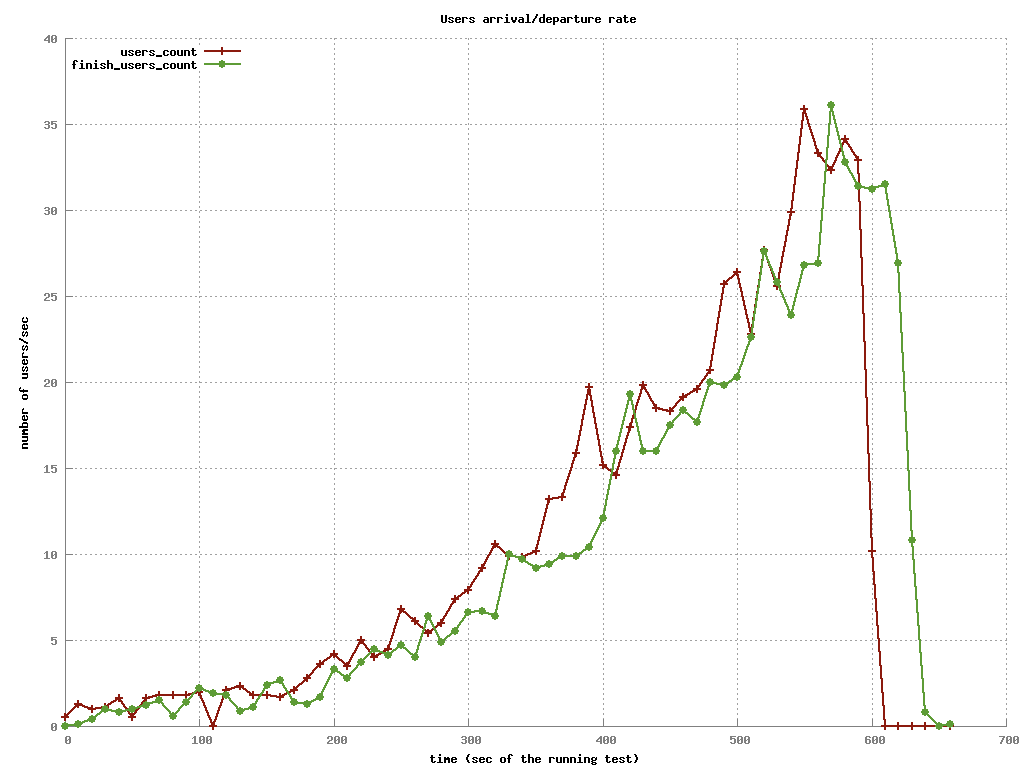 Users arrival/departure rate
users_count
finish_users_count
40
35
30
25
20
15
10
5
0
number of users/sec
0 100 200 300 400 500 600 700
time (sec of the running test)